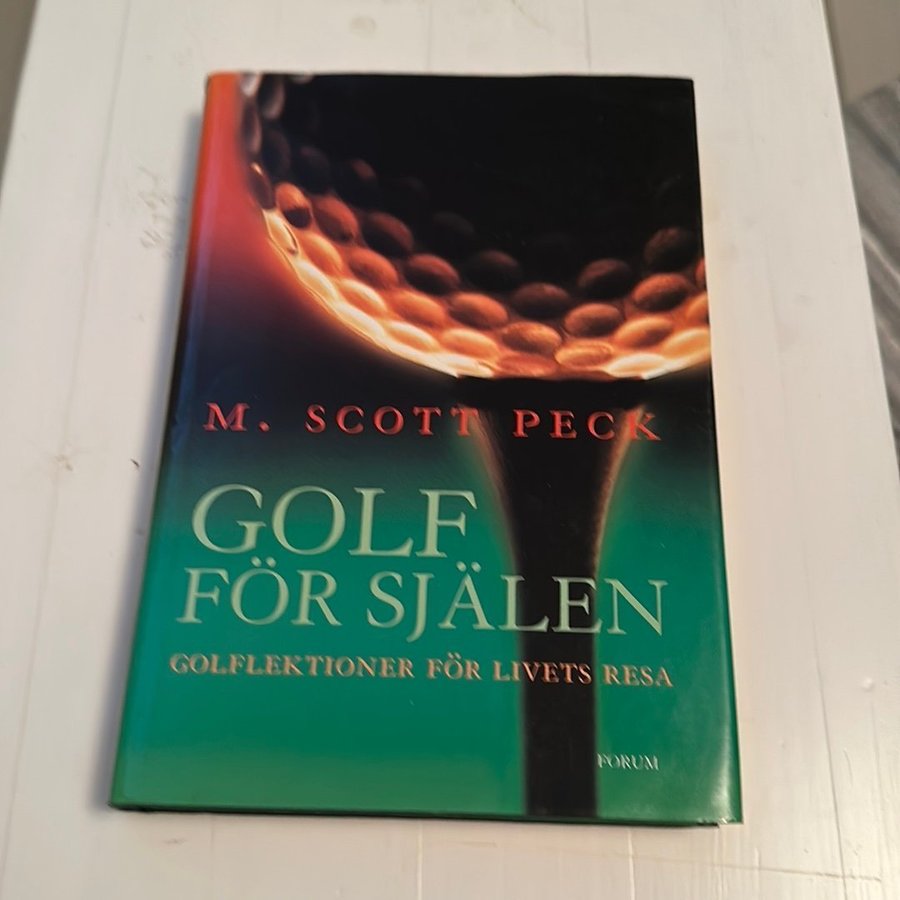 M. SCOTT PECK
GOLF
FÖR SJÄLEN
GOLFLEKTIONER FÖR LIVETS RESA
FORUM